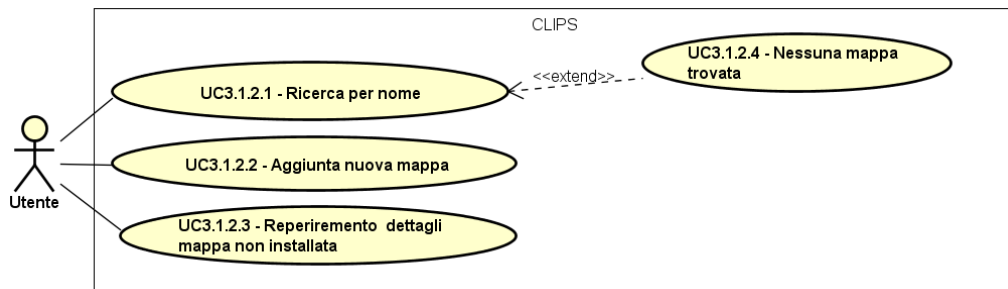 CLIPS
UC3.1.2.4 - Nessuna mappa
trovata
<<extend>>
UC3.1.2.1 - Ricerca per nome
UC3.1.2.2 - Aggiunta nuova mappa
Utente
UC3.1.2.3 - Reperiremento dettagli
mappa non installata